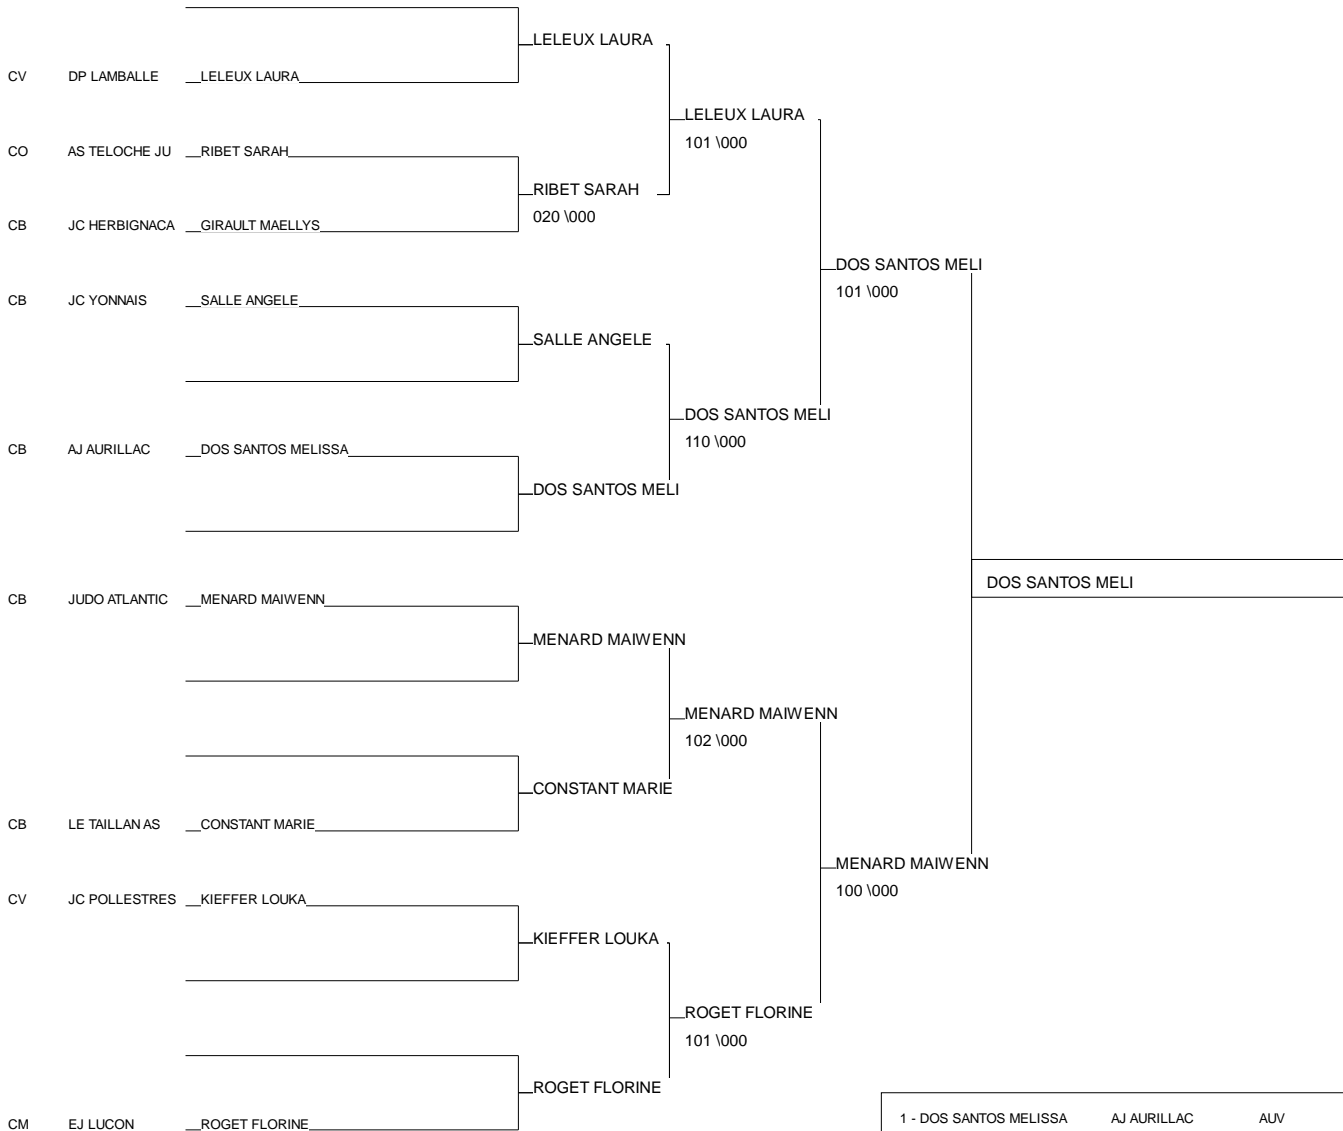 LELEUX LAURA
CV DP LAMBALLE LELEUX LAURA
LELEUX LAURA
101 \000
CO AS TELOCHE JU RIBET SARAH
RIBET SARAH
020 \000
CB JC HERBIGNACA GIRAULT MAELLYS
DOS SANTOS MELI
101 \000
CB JC YONNAIS SALLE ANGELE
SALLE ANGELE
DOS SANTOS MELI
110 \000
CB AJ AURILLAC DOS SANTOS MELISSA
DOS SANTOS MELI
DOS SANTOS MELI
CB JUDO ATLANTIC MENARD MAIWENN
MENARD MAIWENN
MENARD MAIWENN
102 \000
CONSTANT MARIE
CB LE TAILLAN AS CONSTANT MARIE
MENARD MAIWENN
100 \000
CV JC POLLESTRES KIEFFER LOUKA
KIEFFER LOUKA
ROGET FLORINE
101 \000
ROGET FLORINE
CM EJ LUCON ROGET FLORINE
1 - DOS SANTOS MELISSA AJ AURILLAC AUV